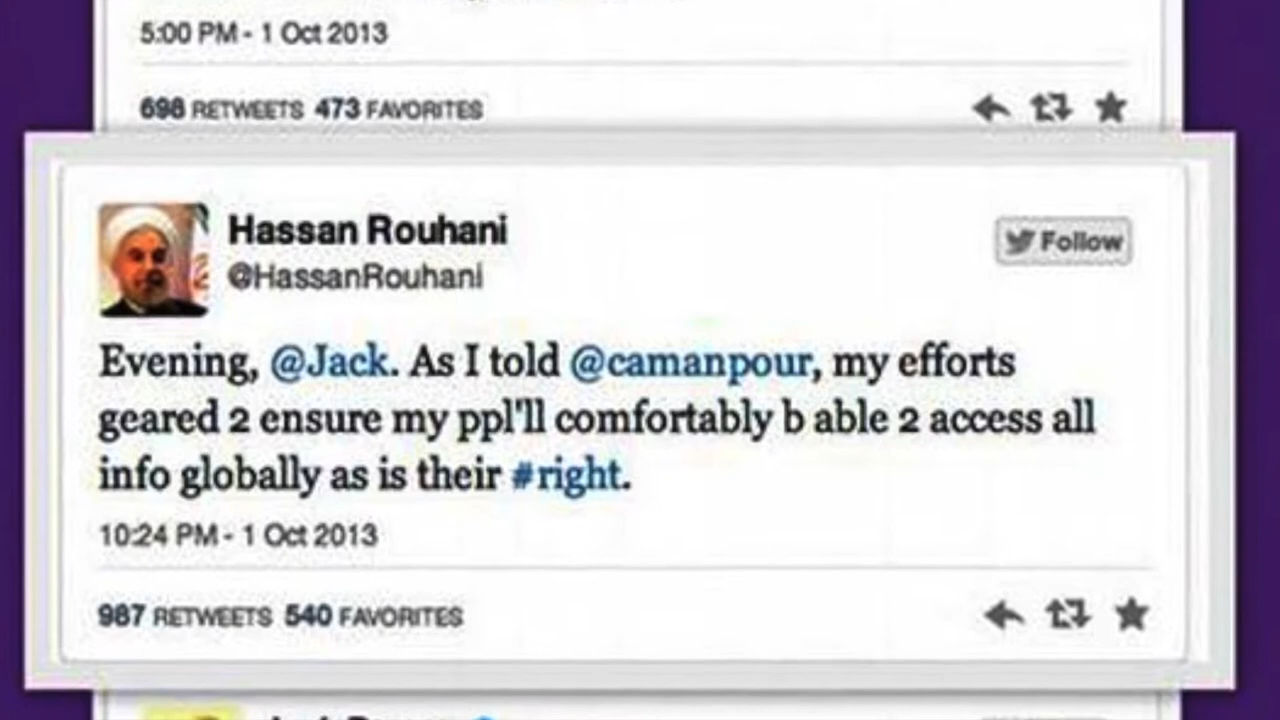 5:00 PM - 1 Oct 2013
698 RETWEETS 473 FAVORITES
Hassan Rouhani
@HassanRouhani
Follow
Evening, @Jack. As I told @camanpour, my efforts
geared 2 ensure my ppl'll comfortably b able 2 access all
info globally as is their #right.
10:24 PM - 1 Oct 2013
987 RETWEETS 540 FAVORITES